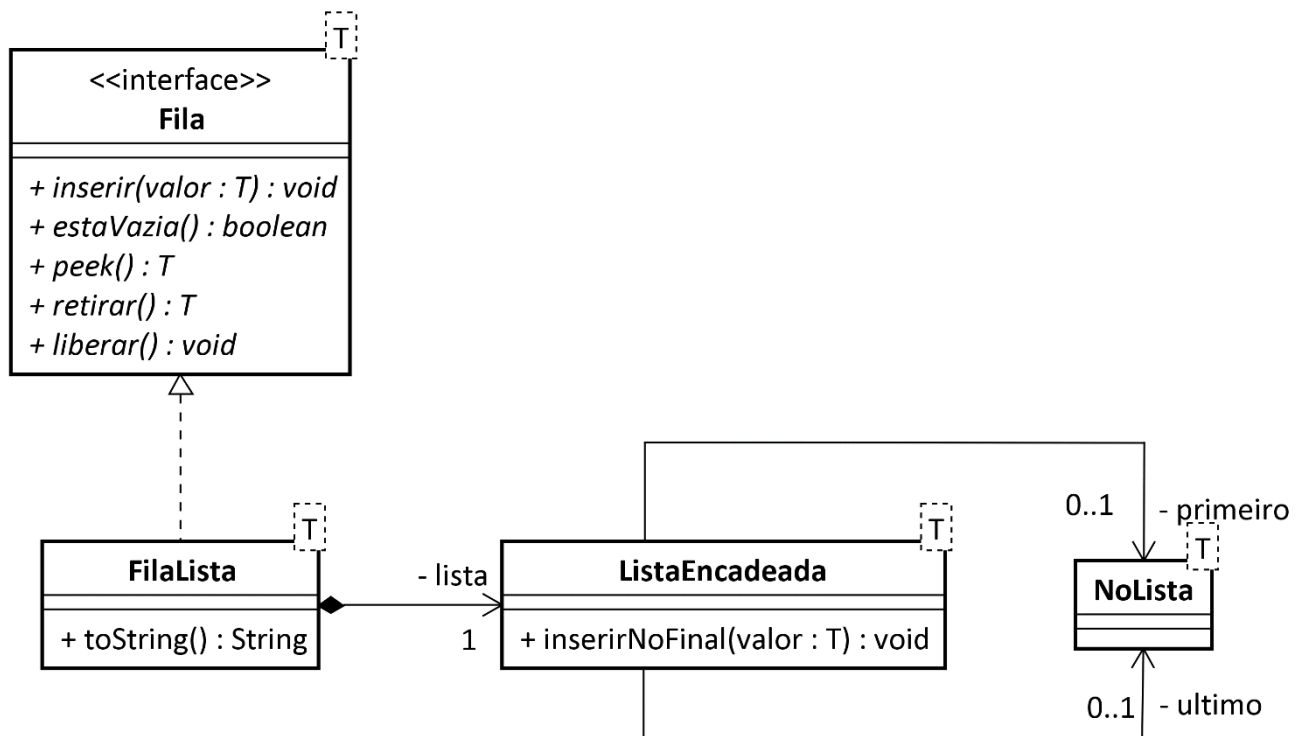 T
<<interface>>
Fila
+ inserir(valor : T) : void
+ estaVazia() : boolean
+ peek() : T
+ retirar() : T
+ liberar() : void
T
FilaLista
+ toString() : String
- lista
1
T
ListaEncadeada
+ inserirNoFinal(valor : T) : void
0..1
- primeiro
T
NoLista
0..1
- ultimo